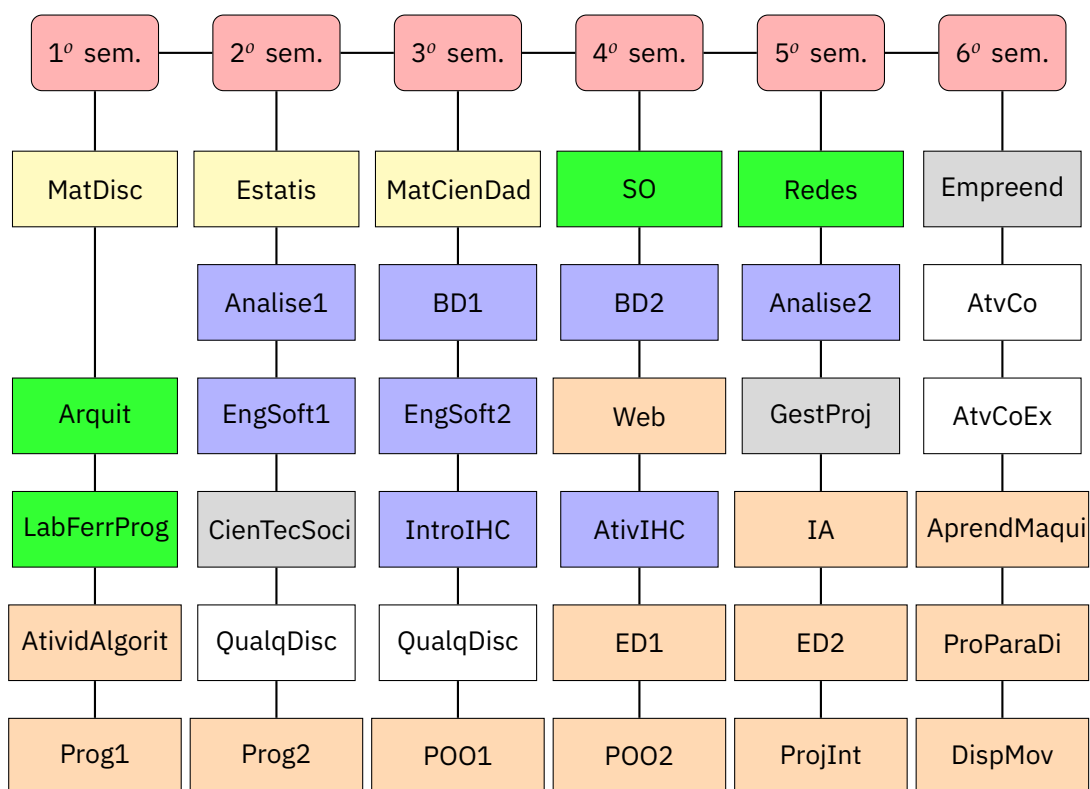 1º sem. 2º sem. 3º sem. 4º sem. 5º sem. 6º sem.
MatDisc Estatis MatCienDad SO Redes Empreend
Analise1 BD1 BD2 Analise2 AtvCo
Arquit EngSoft1 EngSoft2 Web GestProj AtvCoEx
LabFerrProg CienTecSoci IntroIHC AtivIHC IA AprendMaqui
AtividAlgorit QualqDisc QualqDisc ED1 ED2 ProParaDi
Prog1 Prog2 POO1 POO2 ProjInt DispMov